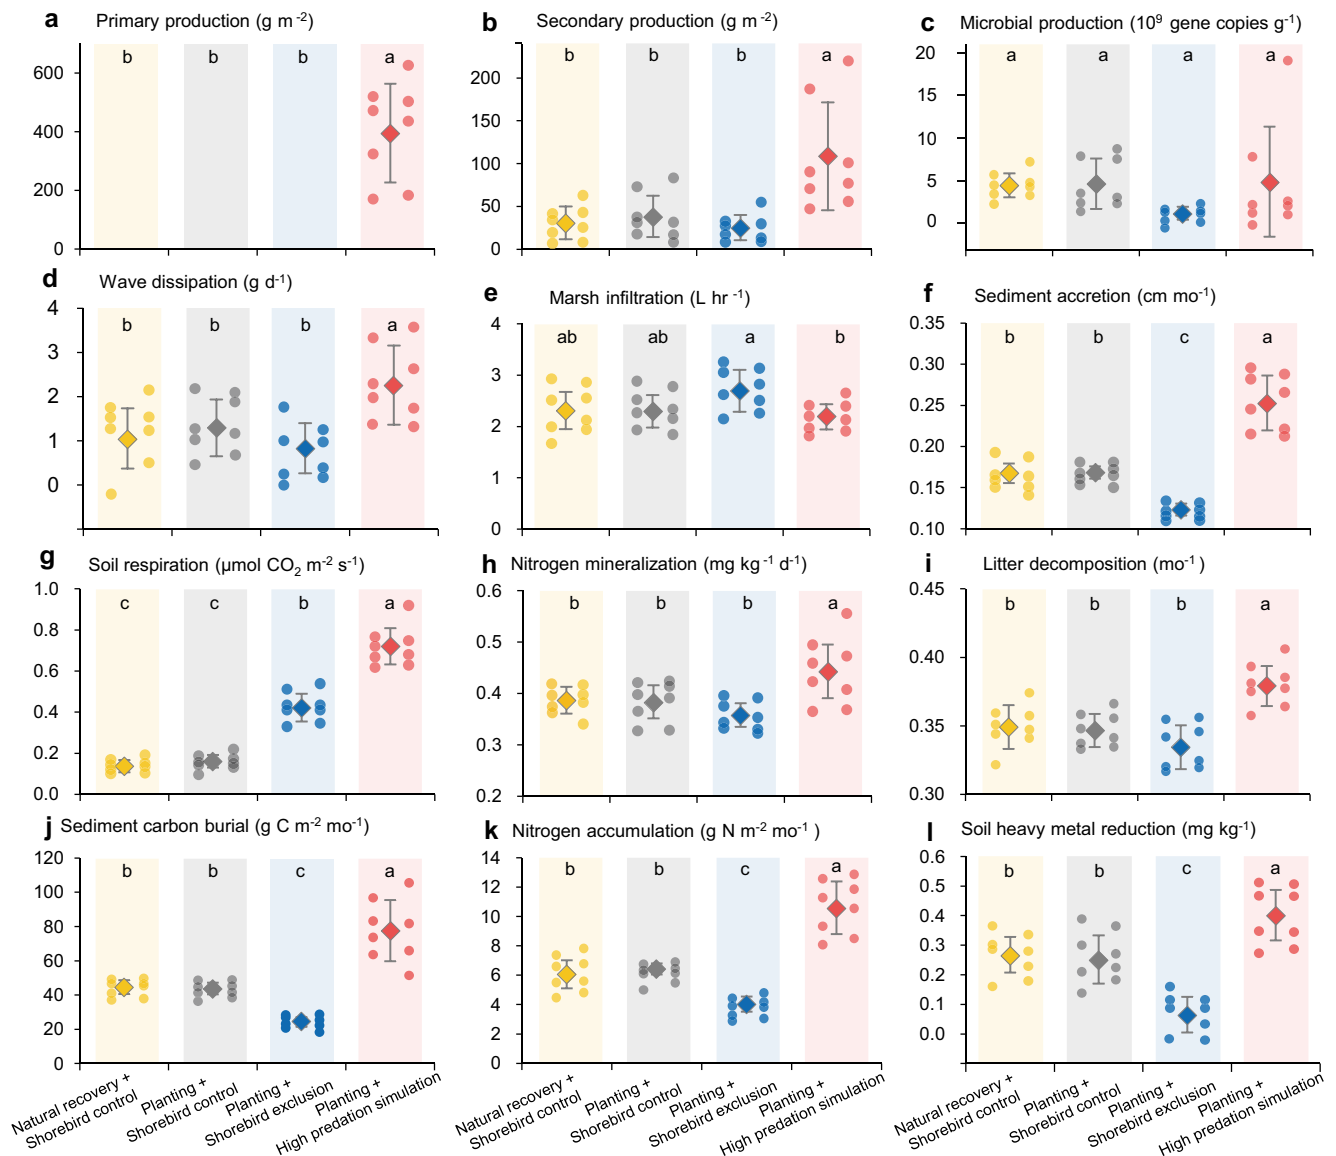 a Primary production (g m⁻²)
b b b a
600
400
200
0
b Secondary production (g m⁻²)
b b b a
200
150
100
50
0
c Microbial production (10⁹ gene copies g⁻¹)
a a a a
20
15
10
5
0
d Wave dissipation (g d⁻¹)
b b b a
4
3
2
1
0
e Marsh infiltration (L hr⁻¹)
ab ab a b
4
3
2
1
0
f Sediment accretion (cm mo⁻¹)
b b c a
0.35
0.30
0.25
0.20
0.15
0.10
g Soil respiration (µmol CO₂ m⁻² s⁻¹)
c c b a
1.0
0.8
0.6
0.4
0.2
0.0
h Nitrogen mineralization (mg kg⁻¹ d⁻¹)
b b b a
0.6
0.5
0.4
0.3
0.2
i Litter decomposition (mo⁻¹)
b b b a
0.45
0.40
0.35
0.30
j Sediment carbon burial (g C m⁻² mo⁻¹)
b b c a
120
100
80
60
40
20
0
k Nitrogen accumulation (g N m⁻² mo⁻¹)
b b c a
14
12
10
8
6
4
2
0
l Soil heavy metal reduction (mg kg⁻¹)
b b c a
0.6
0.5
0.4
0.3
0.2
0.1
0.0
Natural recovery +
Shorebird control
Planting +
Shorebird control
Planting +
Shorebird exclusion
Planting +
High predation simulation
Natural recovery +
Shorebird control
Planting +
Shorebird control
Planting +
Shorebird exclusion
Planting +
High predation simulation
Natural recovery +
Shorebird control
Planting +
Shorebird control
Planting +
Shorebird exclusion
Planting +
High predation simulation